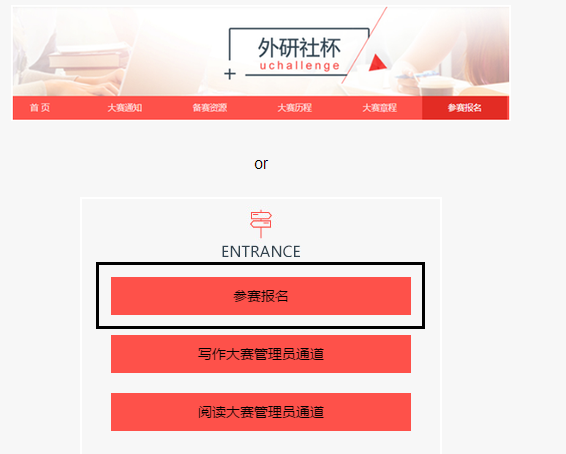 外研社杯
uchallenge
首 页 大赛通知 备赛资源 大赛历程 大赛章程 参赛报名
or
ENTRANCE
参赛报名
写作大赛管理员通道
阅读大赛管理员通道